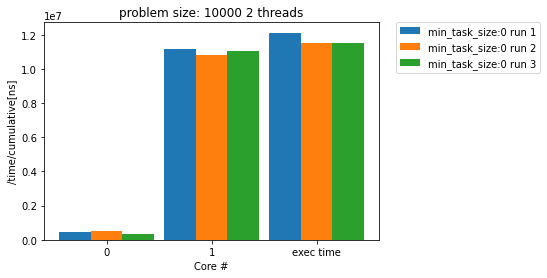 problem size: 10000 2 threads
1e7
1.2
1.0
0.8
0.6
0.4
0.2
0.0
/time/cumulative[ns]
0
1
exec time
Core #
min_task_size:0 run 1
min_task_size:0 run 2
min_task_size:0 run 3